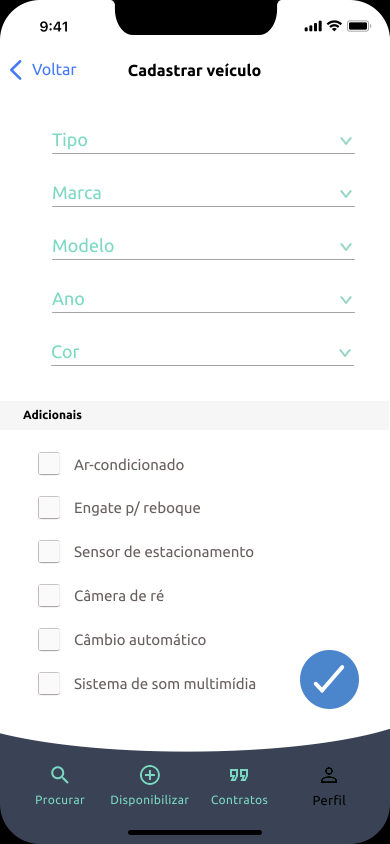 9:41
Voltar
Cadastrar veículo
Tipo
Marca
Modelo
Ano
Cor
Adicionais
Ar-condicionado
Engate p/ reboque
Sensor de estacionamento
Câmera de ré
Câmbio automático
Sistema de som multimídia
Procurar
Disponibilizar
Contratos
Perfil